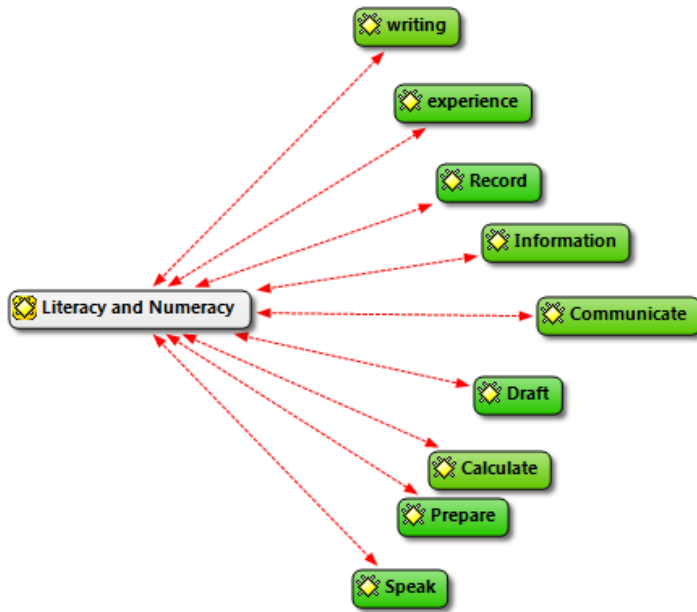 writing
experience
Record
Information
Literacy and Numeracy
Communicate
Draft
Calculate
Prepare
Speak